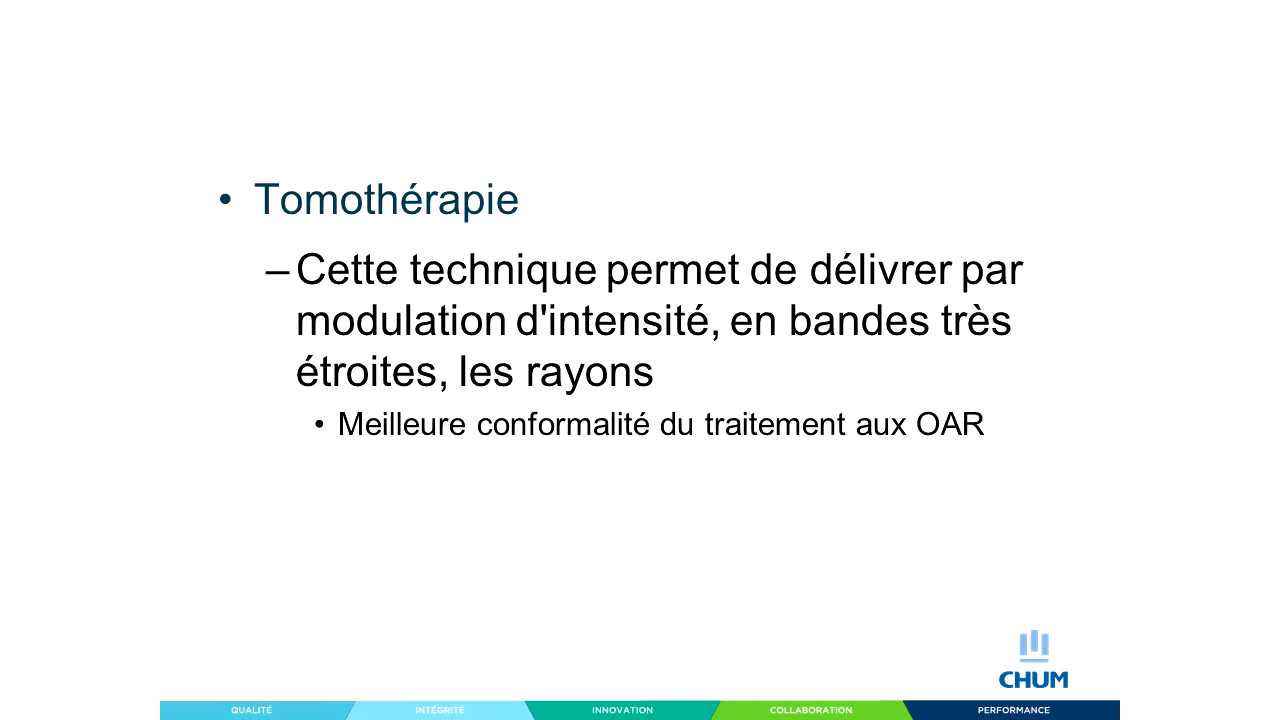 • Tomothérapie
– Cette technique permet de délivrer par
modulation d'intensité, en bandes très
étroites, les rayons
• Meilleure conformalité du traitement aux OAR
CHUM
QUALITÉ INTÉGRITÉ INNOVATION COLLABORATION PERFORMANCE